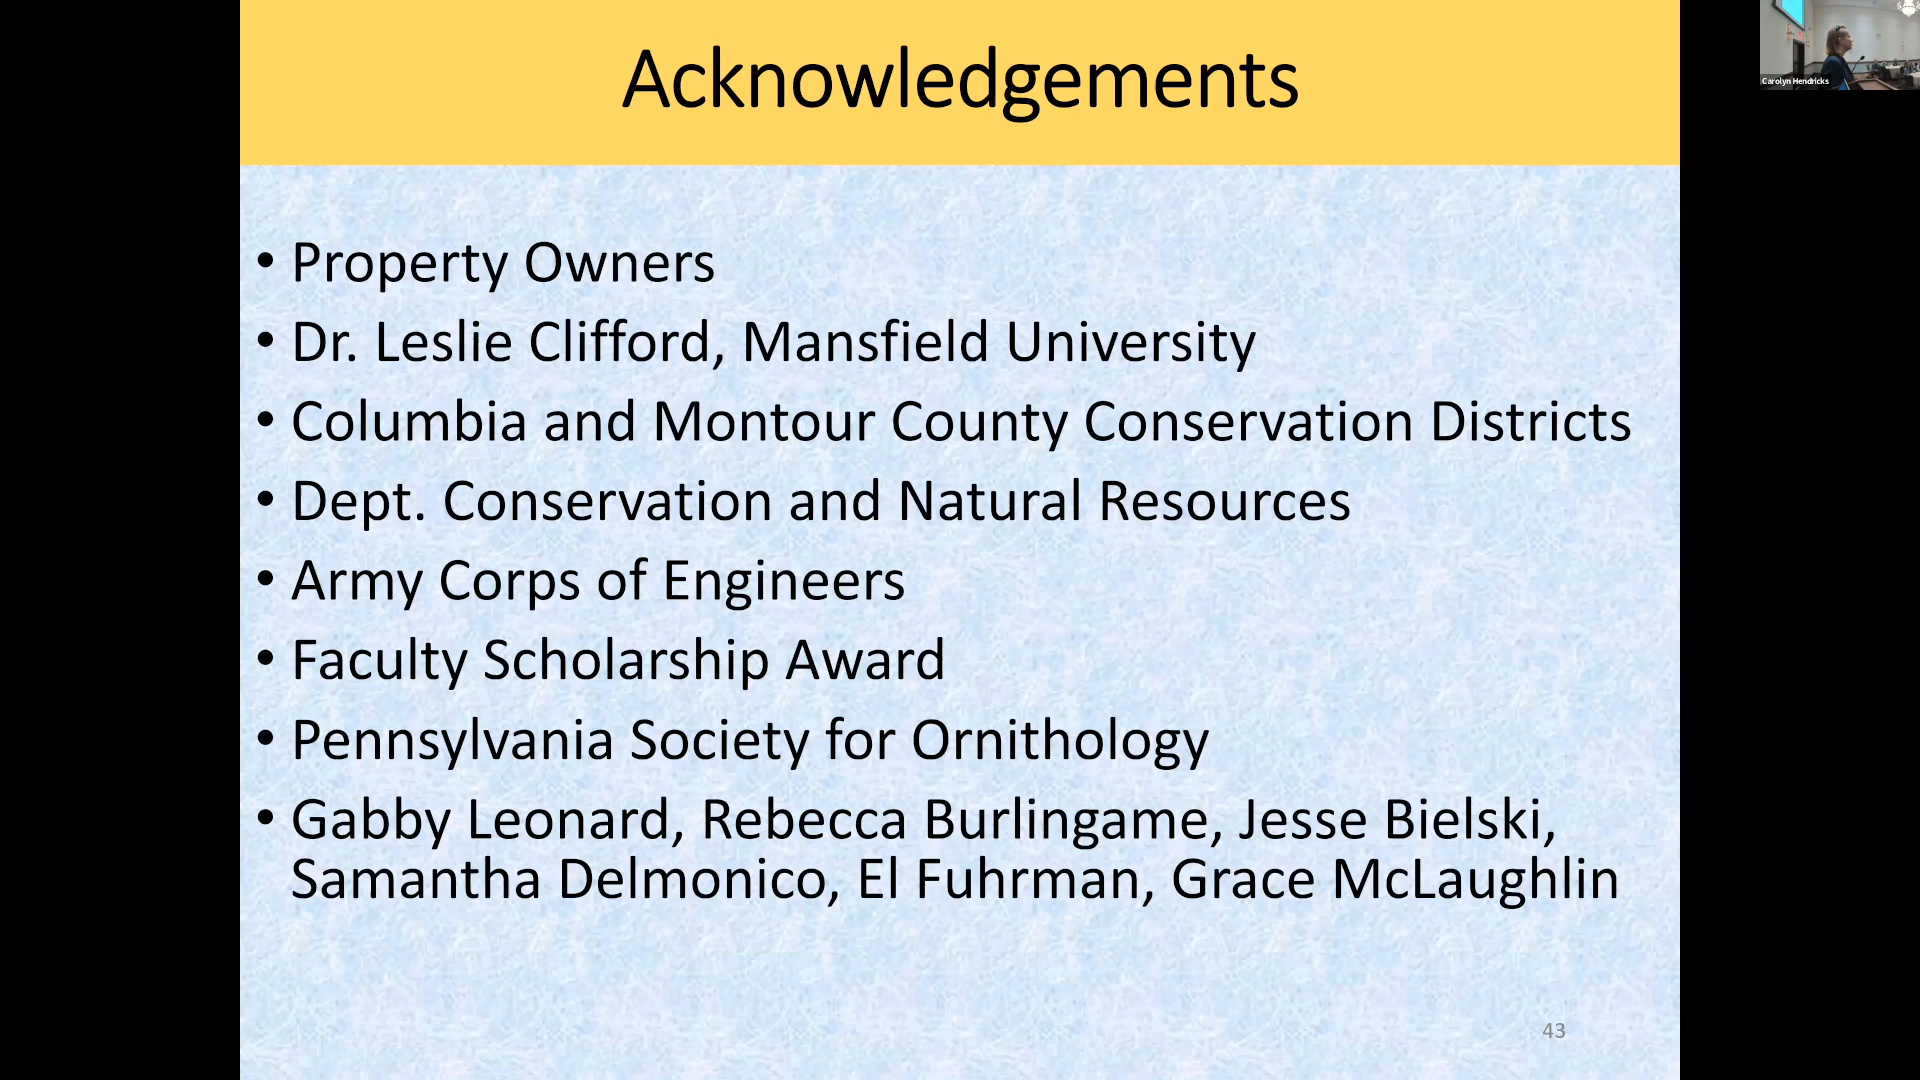 Acknowledgements
• Property Owners
• Dr. Leslie Clifford, Mansfield University
• Columbia and Montour County Conservation Districts
• Dept. Conservation and Natural Resources
• Army Corps of Engineers
• Faculty Scholarship Award
• Pennsylvania Society for Ornithology
• Gabby Leonard, Rebecca Burlingame, Jesse Bielski,
Samantha Delmonico, El Fuhrman, Grace McLaughlin
43
Carolyn Hendricks